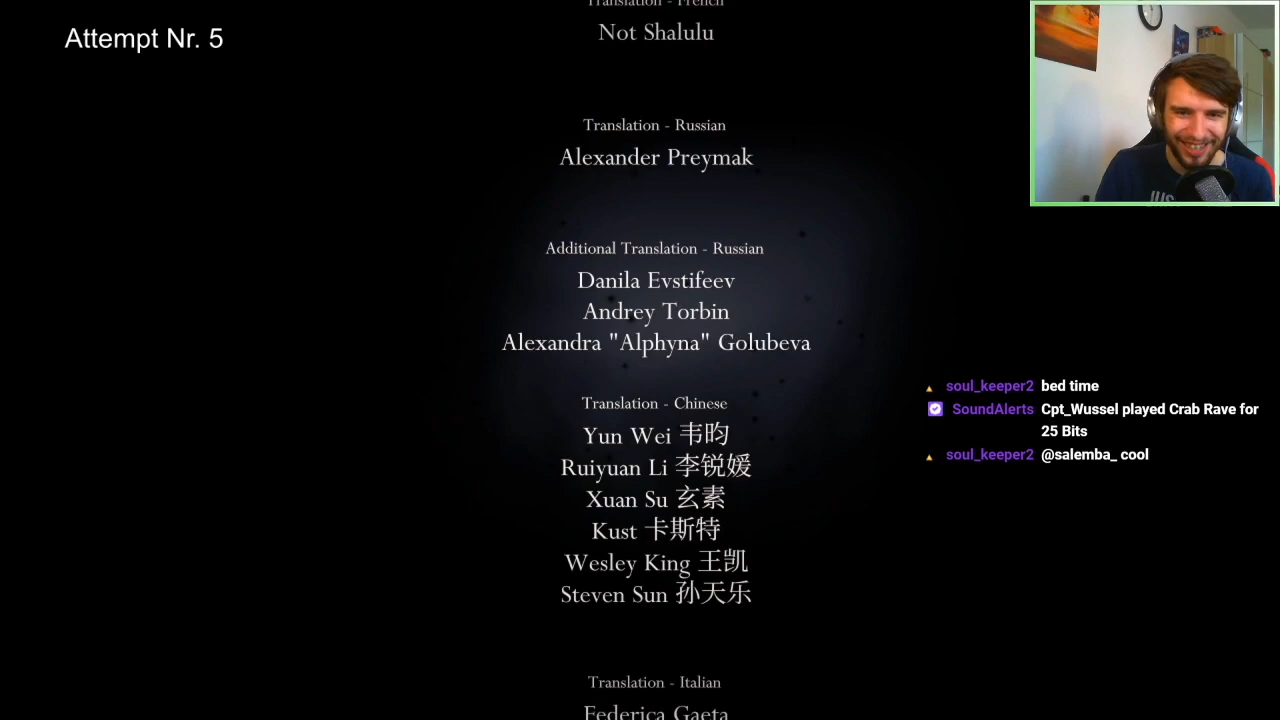 Attempt Nr. 5
Translation - French
Not Shalulu
Translation - Russian
Alexander Preymak
Additional Translation - Russian
Danila Evstifeev
Andrey Torbin
Alexandra "Alphyna" Golubeva
Translation - Chinese
Yun Wei 韦昀
Ruiyuan Li 李锐媛
Xuan Su 玄素
Kust 卡斯特
Wesley King 王凯
Steven Sun 孙天乐
Translation - Italian
Federica Gaeta
soul_keeper2 bed time
SoundAlerts Cpt_Wussel played Crab Rave for
25 Bits
soul_keeper2 @salemba_ cool